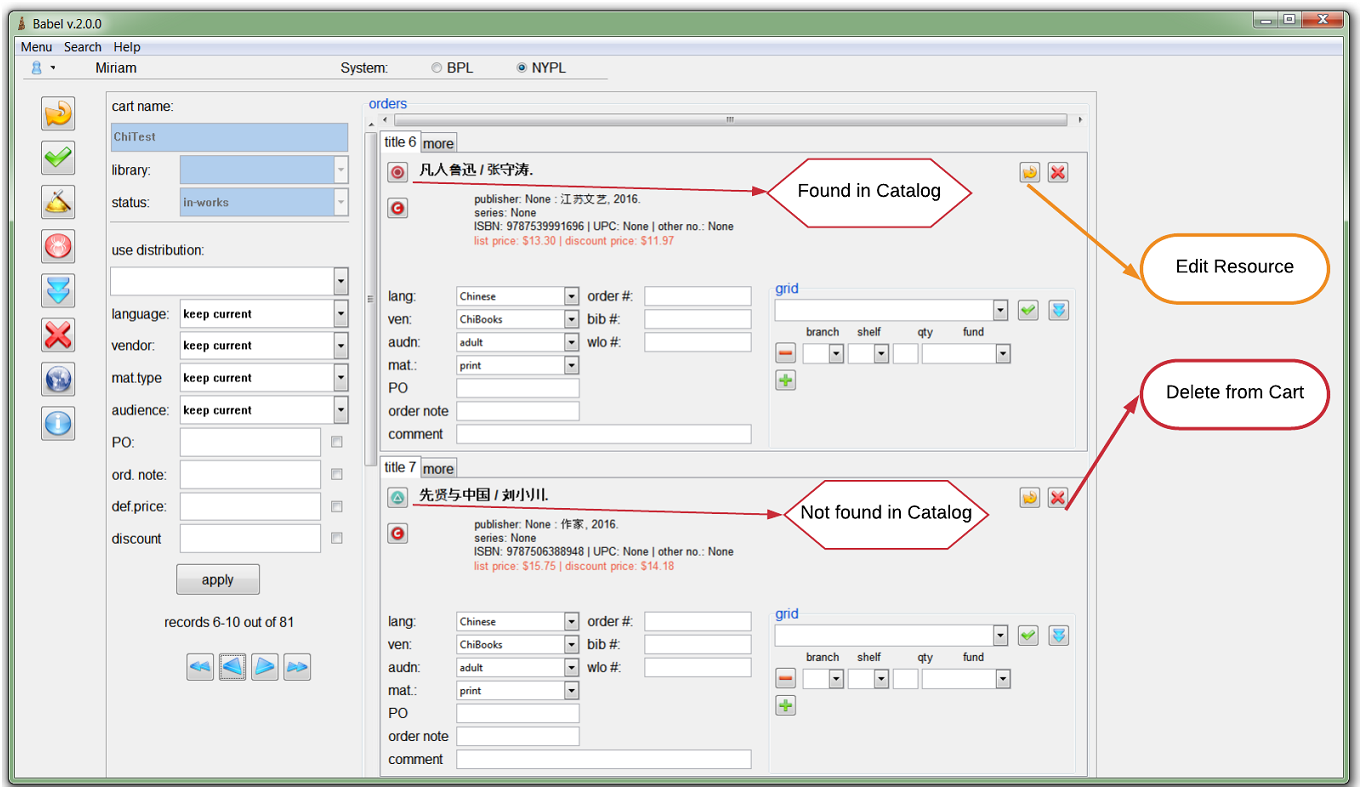 Babel v.2.0.0
Menu Search Help
Miriam System: BPL NYPL
cart name:
ChiTest
library:
status: in-works
use distribution:
language: keep current
vendor: keep current
mat.type keep current
audience: keep current
PO:
ord. note:
def.price:
discount
apply
records 6-10 out of 81
orders
title 6 more
凡人鲁迅 / 张守涛.
publisher: None : 江苏文艺, 2016.
series: None
ISBN: 9787539991696 | UPC: None | other no.: None
list price: $13.30 | discount price: $11.97
lang: Chinese order #:
ven: ChiBooks bib #:
audn: adult wlo #:
mat.: print
PO
order note
comment
grid
branch shelf qty fund
title 7 more
先贤与中国 / 刘小川.
publisher: None : 作家, 2016.
series: None
ISBN: 9787506388948 | UPC: None | other no.: None
list price: $15.75 | discount price: $14.18
lang: Chinese order #:
ven: ChiBooks bib #:
audn: adult wlo #:
mat.: print
PO
order note
comment
grid
branch shelf qty fund
Found in Catalog
Edit Resource
Delete from Cart
Not found in Catalog